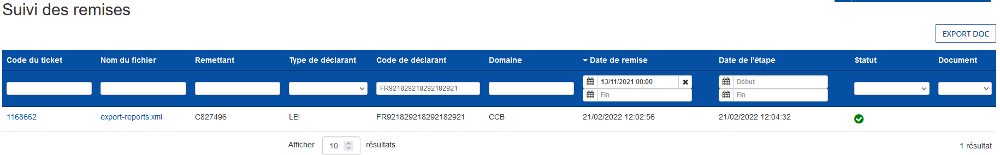 Suivi des remises
EXPORT DOC
Code du ticket Nom du fichier Remettant Type de déclarant Code de déclarant Domaine Date de remise Date de l'étape Statut Document
FR921829218292182921 13/11/2021 00:00 Début
Fin Fin
1168662 export-reports.xml C827496 LEI FR921829218292182921 CCB 21/02/2022 12:02:56 21/02/2022 12:04:32
Afficher 10 résultats 1 résultat